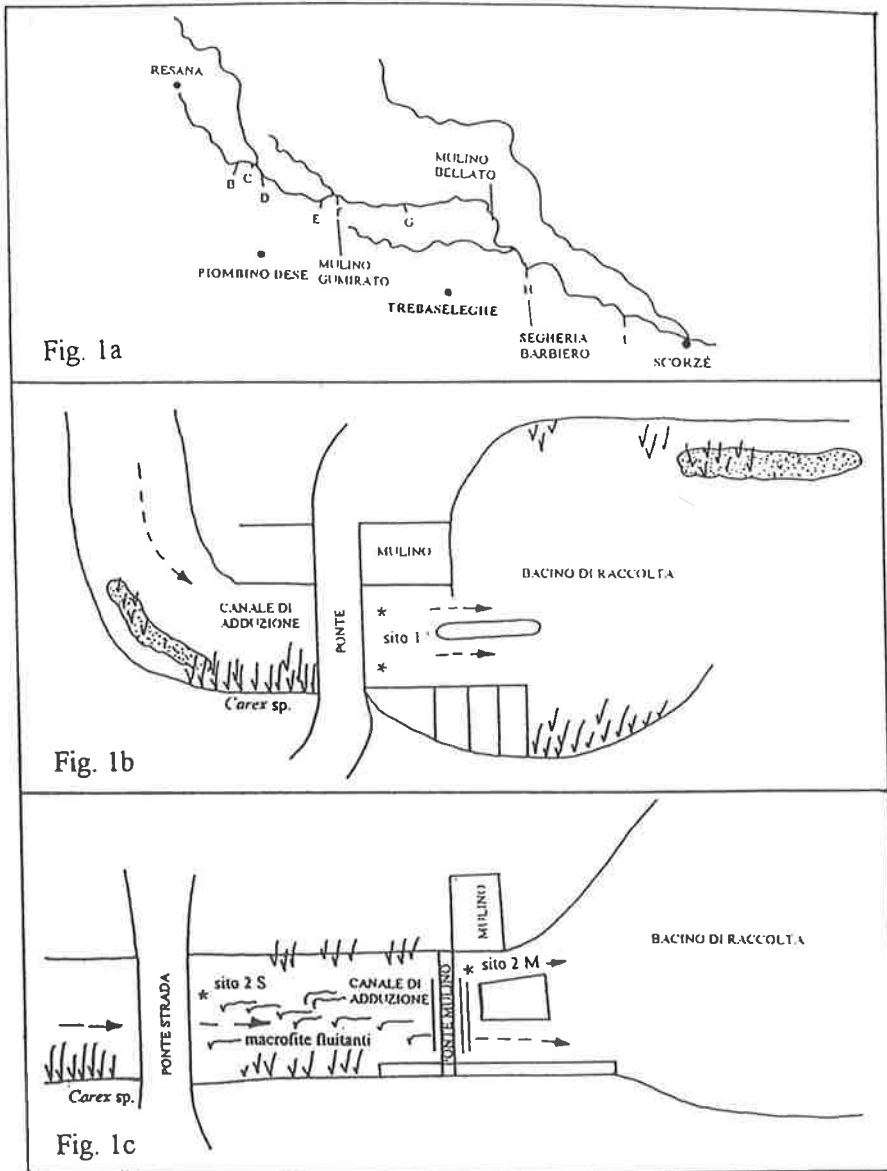 RESANA
B
C
D
E
F
G
MULINO
BELLATO
PIOMBINO DESE
MULINO
GUMIRATO
TREBASELEGHE
H
SEGHERIA
BARBIERO
I
SCORZÉ
Fig. 1a
MULINO
BACINO DI RACCOLTA
CANALE DI
ADDUZIONE
PONTE
* sito 1
*
Carex sp.
Fig. 1b
MULINO
BACINO DI RACCOLTA
PONTE STRADA
* sito 2 S
CANALE DI
ADDUZIONE
PONTE MULINO
* sito 2 M
macrofite fluitanti
Carex sp.
Fig. 1c